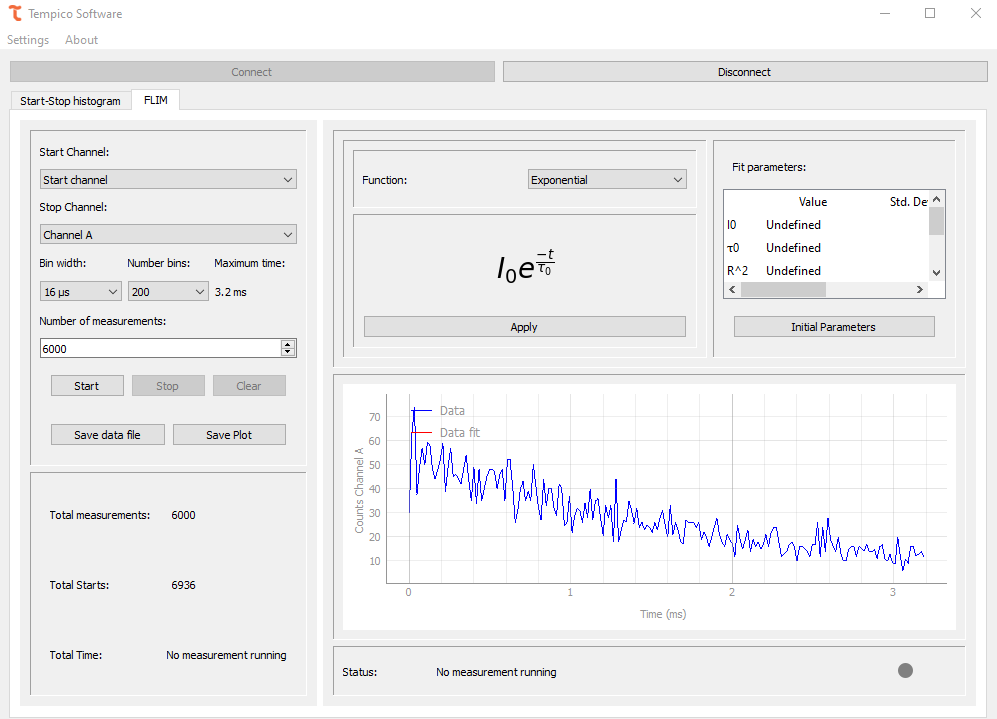 Tempico Software
Settings About
Connect Disconnect
Start-Stop histogram FLIM
Start Channel:
Start channel
Stop Channel:
Channel A
Bin width: Number bins: Maximum time:
16 µs 200 3.2 ms
Number of measurements:
6000
Start Stop Clear
Save data file Save Plot
Total measurements: 6000
Total Starts: 6936
Total Time: No measurement running
Function: Exponential
I₀e^(-t/τ₀)
Apply
Fit parameters:
Value Std. De
I0 Undefined
τ0 Undefined
R^2 Undefined
Initial Parameters
Data
Data fit
Counts Channel A
70
60
50
40
30
20
10
0 1 2 3
Time (ms)
Status: No measurement running